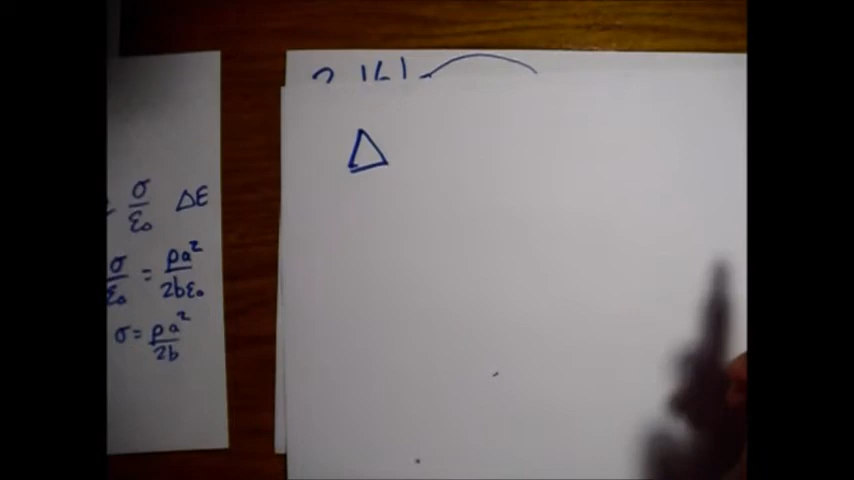 σ/ε₀ ΔE
σ/ε₀ = ρa²/2bε₀
σ = ρa²/2b
Δ